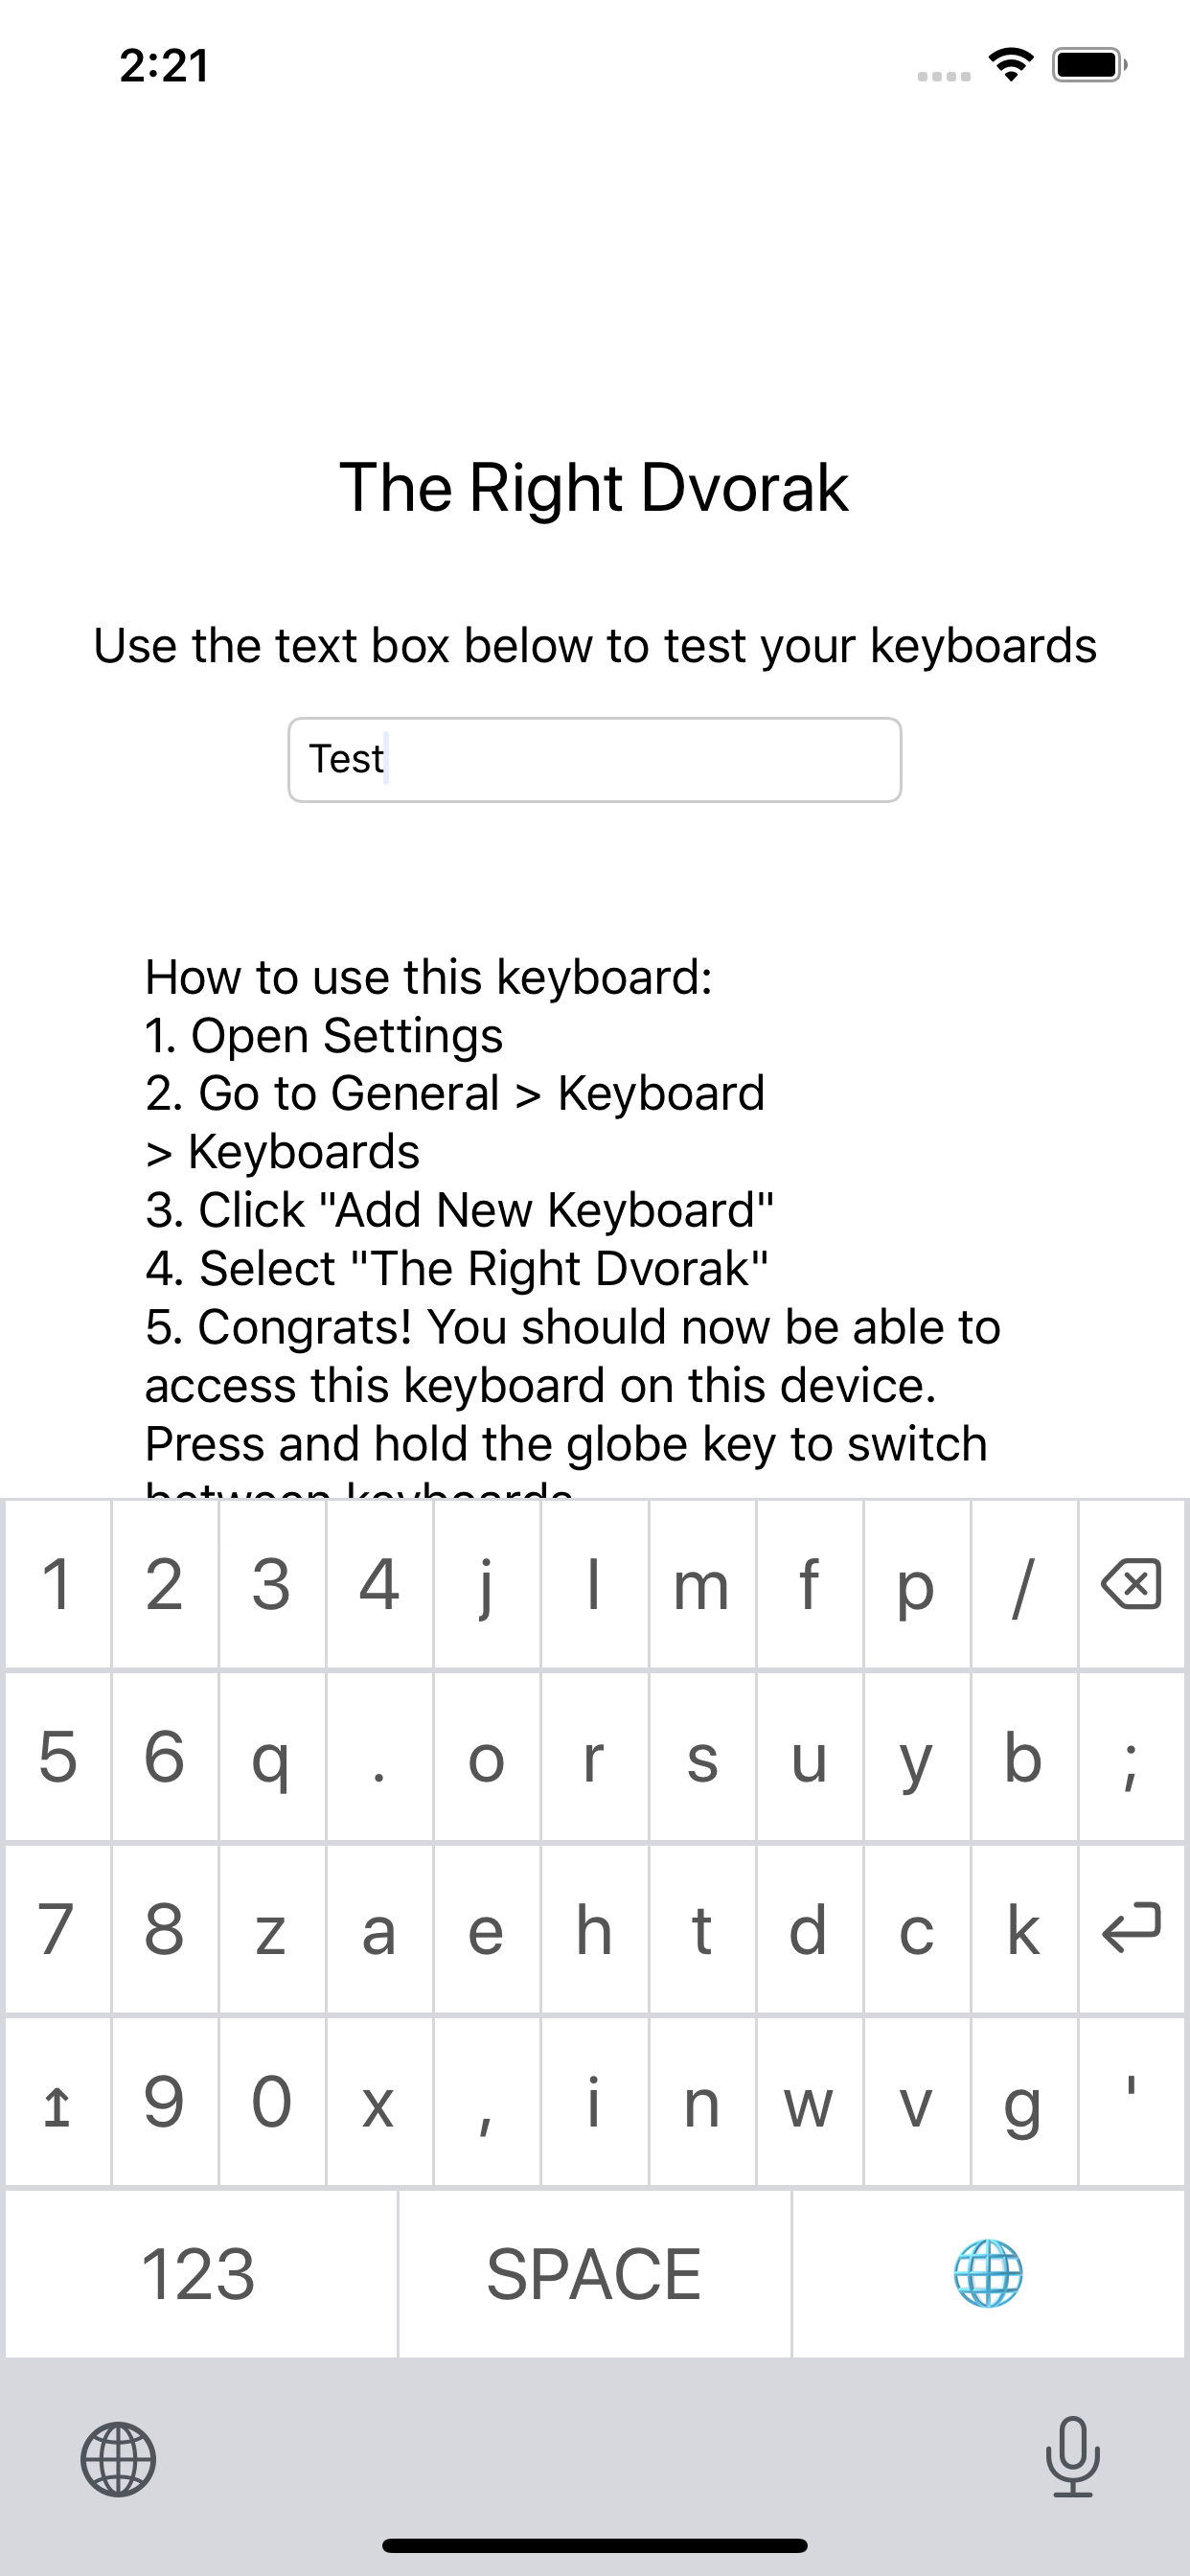 2:21
The Right Dvorak
Use the text box below to test your keyboards
Test
How to use this keyboard:
1. Open Settings
2. Go to General > Keyboard
> Keyboards
3. Click "Add New Keyboard"
4. Select "The Right Dvorak"
5. Congrats! You should now be able to
access this keyboard on this device.
Press and hold the globe key to switch
between keyboards
1 2 3 4 j l m f p /
5 6 q . o r s u y b ;
7 8 z a e h t d c k
9 0 x , i n w v g '
123 SPACE